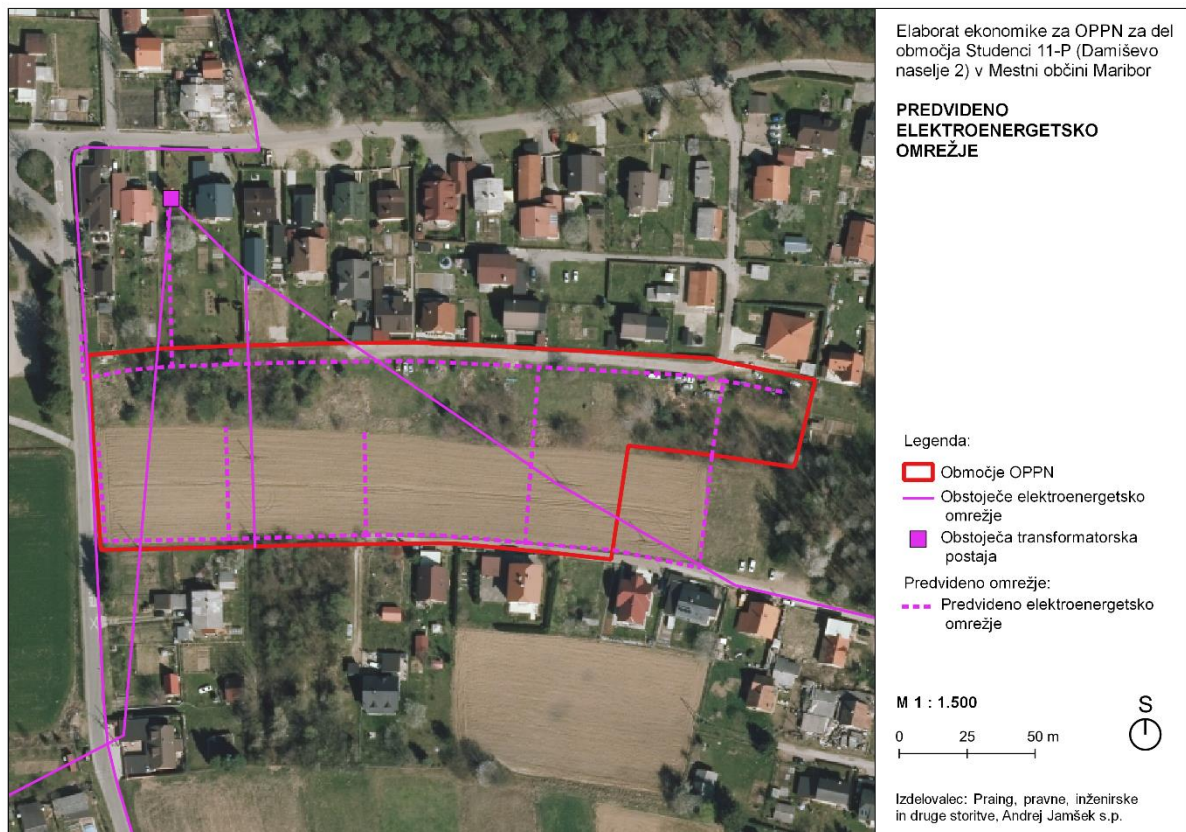 Elaborat ekonomike za OPPN za del
območja Studenci 11-P (Damiševo
naselje 2) v Mestni občini Maribor
PREDVIDENO
ELEKTROENERGETSKO
OMREŽJE
Legenda:
Območje OPPN
Obstoječe elektroenergetsko
omrežje
Obstoječa transformatorska
postaja
Predvideno omrežje:
Predvideno elektroenergetsko
omrežje
M 1 : 1.500
S
0 25 50 m
Izdelovalec: Praing, pravne, inženirske
in druge storitve, Andrej Jamšek s.p.